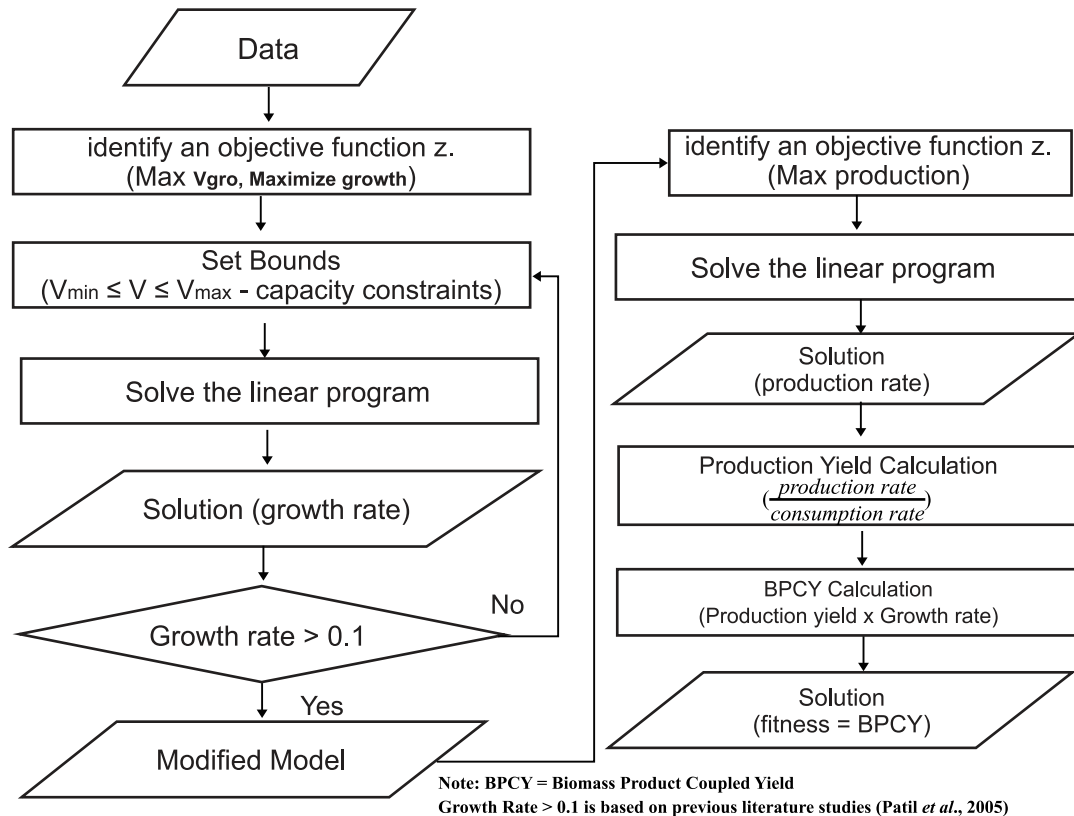 Data
identify an objective function z.
(Max Vgro, Maximize growth)
Set Bounds
(Vmin ≤ V ≤ Vmax - capacity constraints)
Solve the linear program
Solution (growth rate)
Growth rate > 0.1
No
Yes
Modified Model
identify an objective function z.
(Max production)
Solve the linear program
Solution
(production rate)
Production Yield Calculation
(production rate
consumption rate)
BPCY Calculation
(Production yield x Growth rate)
Solution
(fitness = BPCY)
Note: BPCY = Biomass Product Coupled Yield
Growth Rate > 0.1 is based on previous literature studies (Patil et al., 2005)